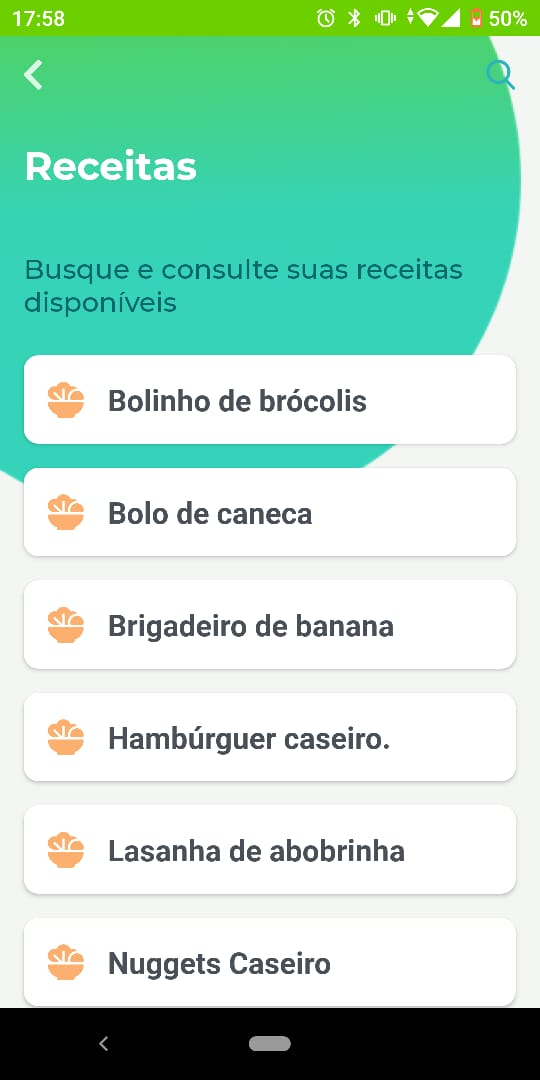 17:58
50%
Receitas
Busque e consulte suas receitas
disponíveis
Bolinho de brócolis
Bolo de caneca
Brigadeiro de banana
Hambúrguer caseiro.
Lasanha de abobrinha
Nuggets Caseiro